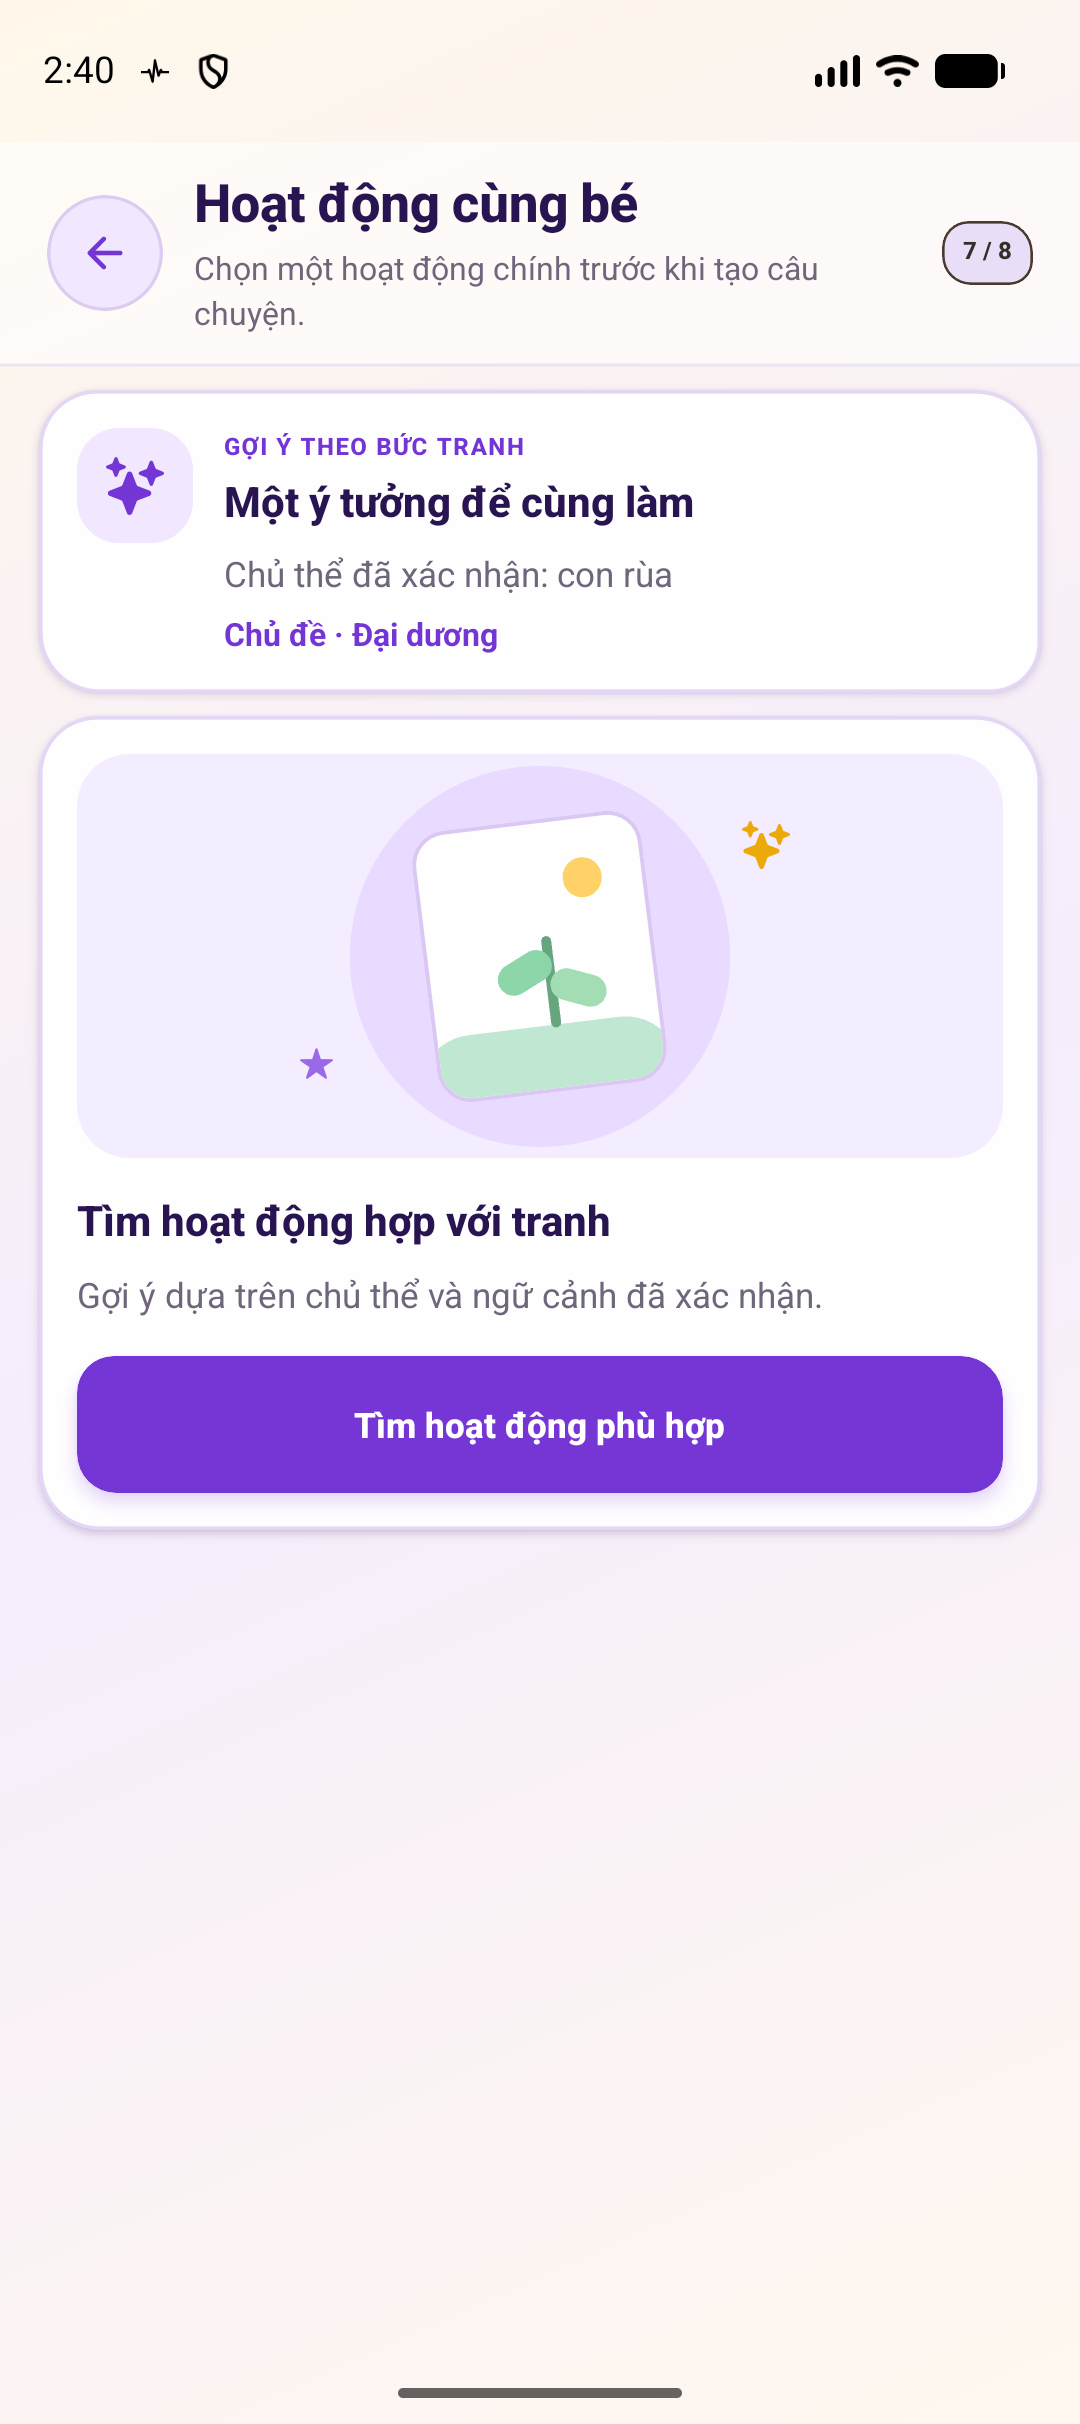 2:40
Hoạt động cùng bé
Chọn một hoạt động chính trước khi tạo câu
chuyện.
7 / 8
GỢI Ý THEO BỨC TRANH
Một ý tưởng để cùng làm
Chủ thể đã xác nhận: con rùa
Chủ đề · Đại dương
Tìm hoạt động hợp với tranh
Gợi ý dựa trên chủ thể và ngữ cảnh đã xác nhận.
Tìm hoạt động phù hợp